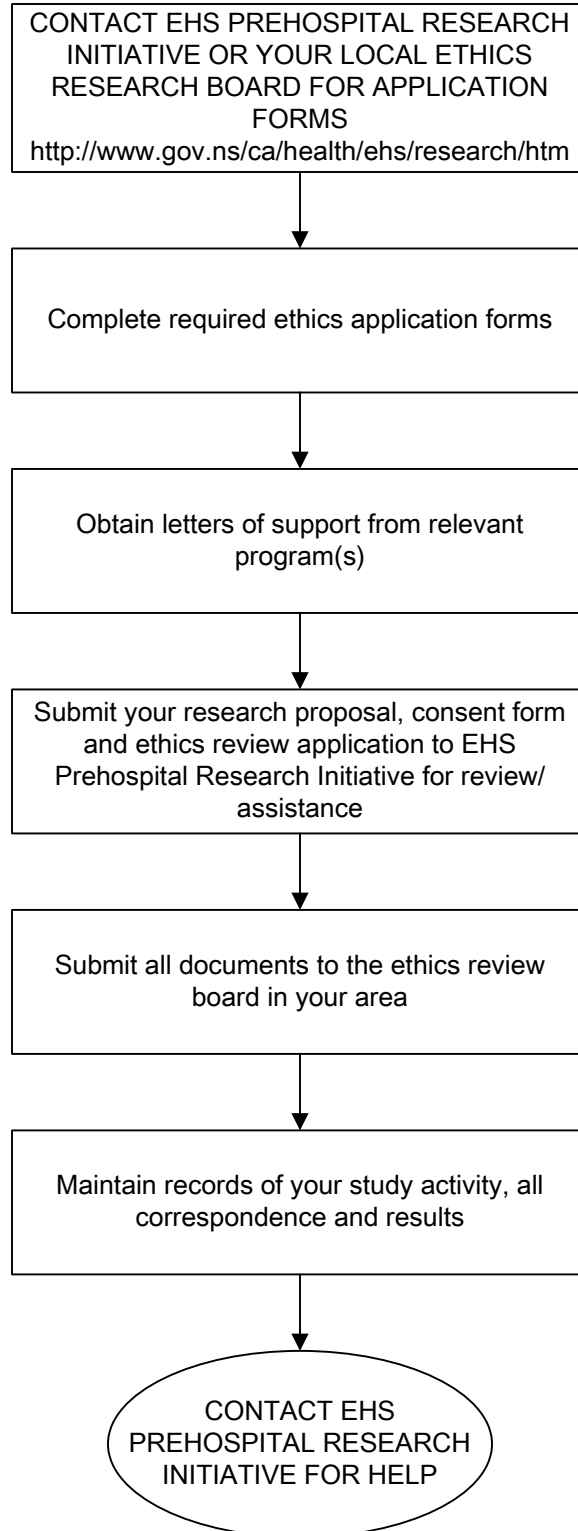 CONTACT EHS PREHOSPITAL RESEARCH
INITIATIVE OR YOUR LOCAL ETHICS
RESEARCH BOARD FOR APPLICATION
FORMS
http://www.gov.ns/ca/health/ehs/research/htm
Complete required ethics application forms
Obtain letters of support from relevant
program(s)
Submit your research proposal, consent form
and ethics review application to EHS
Prehospital Research Initiative for review/
assistance
Submit all documents to the ethics review
board in your area
Maintain records of your study activity, all
correspondence and results
CONTACT EHS
PREHOSPITAL RESEARCH
INITIATIVE FOR HELP